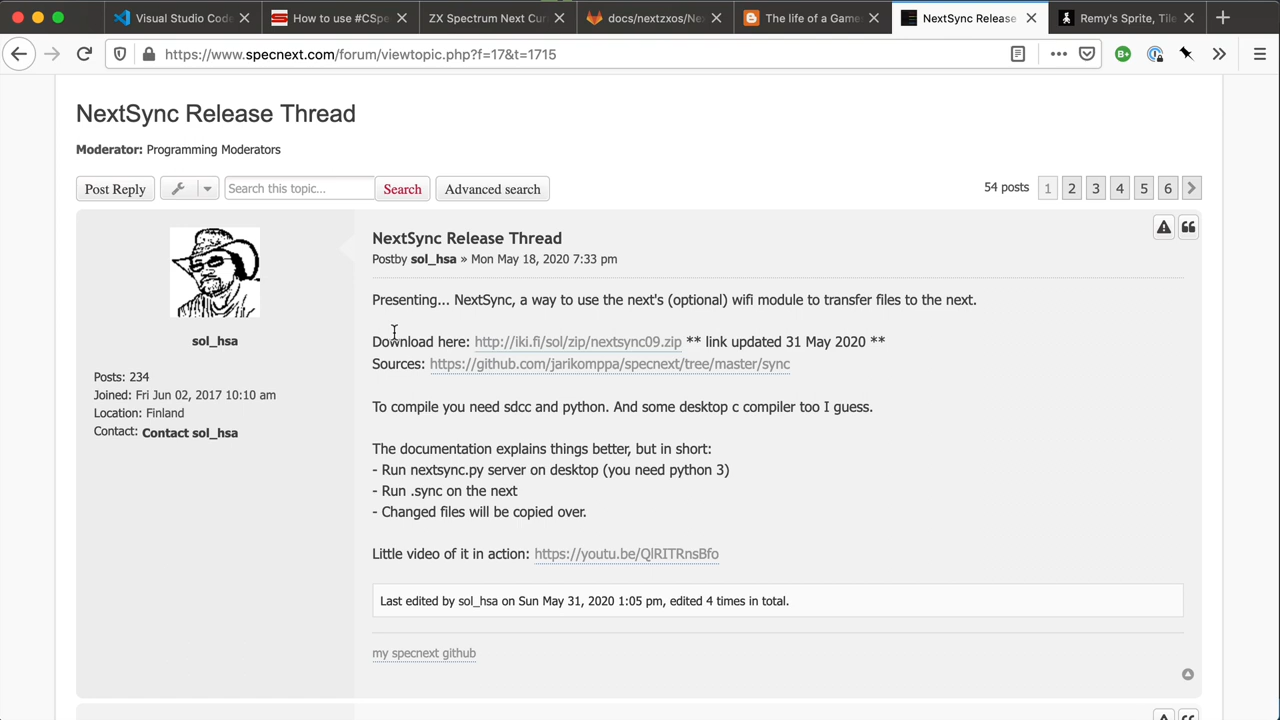 Visual Studio Code
How to use #CSpe
ZX Spectrum Next Cur
docs/nextzxos/Ne
The life of a Game
NextSync Release
Remy's Sprite, Tile
https://www.specnext.com/forum/viewtopic.php?f=17&t=1715
NextSync Release Thread
Moderator: Programming Moderators
Post Reply
Search this topic...
Search
Advanced search
54 posts 1 2 3 4 5 6
NextSync Release Thread
Postby sol_hsa » Mon May 18, 2020 7:33 pm
sol_hsa
Posts: 234
Joined: Fri Jun 02, 2017 10:10 am
Location: Finland
Contact: Contact sol_hsa
Presenting... NextSync, a way to use the next's (optional) wifi module to transfer files to the next.
Download here: http://iki.fi/sol/zip/nextsync09.zip ** link updated 31 May 2020 **
Sources: https://github.com/jarikomppa/specnext/tree/master/sync
To compile you need sdcc and python. And some desktop c compiler too I guess.
The documentation explains things better, but in short:
- Run nextsync.py server on desktop (you need python 3)
- Run .sync on the next
- Changed files will be copied over.
Little video of it in action: https://youtu.be/QlRITRnsBfo
Last edited by sol_hsa on Sun May 31, 2020 1:05 pm, edited 4 times in total.
my specnext github